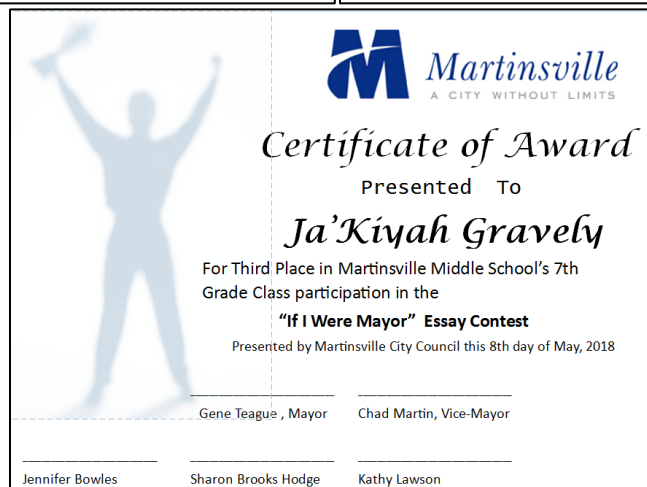 Martinsville
A CITY WITHOUT LIMITS
Certificate of Award
Presented To
Ja'Kiyah Gravely
For Third Place in Martinsville Middle School's 7th
Grade Class participation in the
“If I Were Mayor” Essay Contest
Presented by Martinsville City Council this 8th day of May, 2018
Gene Teague , Mayor Chad Martin, Vice-Mayor
Jennifer Bowles Sharon Brooks Hodge Kathy Lawson